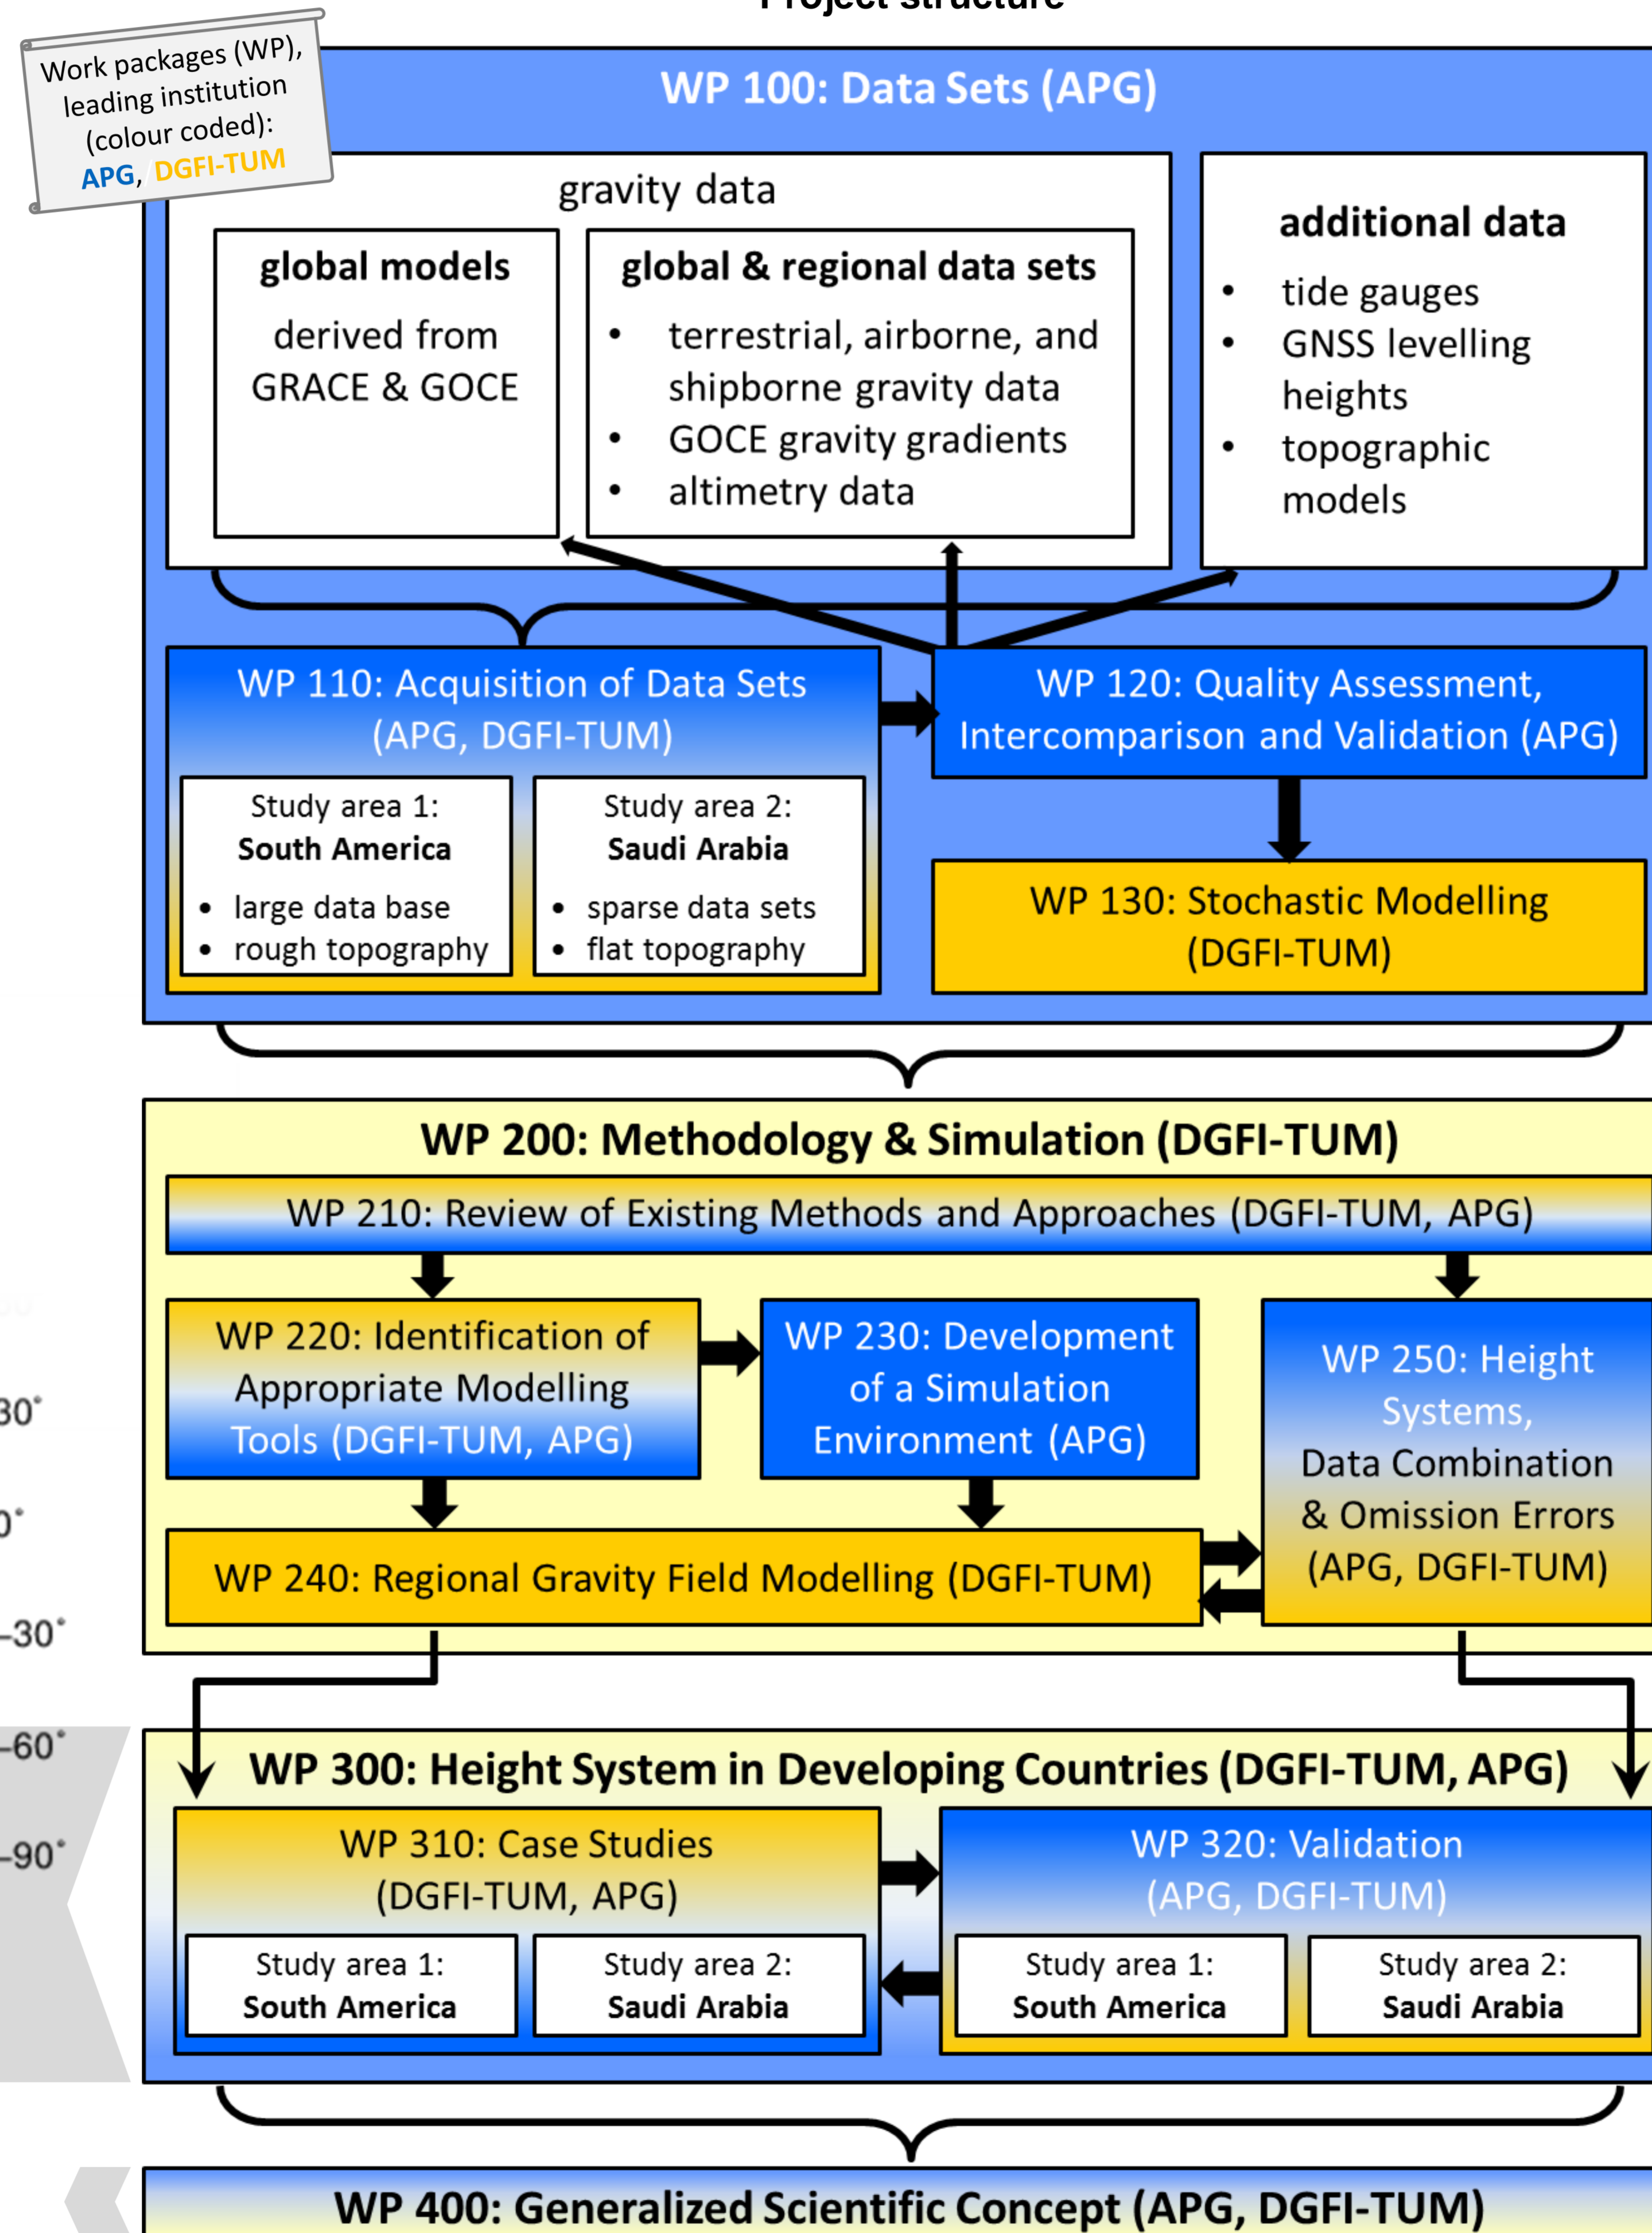 Project structure
Work packages (WP),
leading institution
(colour coded):
APG, DGFI-TUM
WP 100: Data Sets (APG)
gravity data
global models
derived from
GRACE & GOCE
global & regional data sets
• terrestrial, airborne, and
shipborne gravity data
• GOCE gravity gradients
• altimetry data
additional data
• tide gauges
• GNSS levelling
heights
• topographic
models
WP 110: Acquisition of Data Sets
(APG, DGFI-TUM)
Study area 1:
South America
• large data base
• rough topography
Study area 2:
Saudi Arabia
• sparse data sets
• flat topography
WP 120: Quality Assessment,
Intercomparison and Validation (APG)
WP 130: Stochastic Modelling
(DGFI-TUM)
WP 200: Methodology & Simulation (DGFI-TUM)
WP 210: Review of Existing Methods and Approaches (DGFI-TUM, APG)
WP 220: Identification of
Appropriate Modelling
Tools (DGFI-TUM, APG)
WP 230: Development
of a Simulation
Environment (APG)
WP 250: Height
Systems,
Data Combination
& Omission Errors
(APG, DGFI-TUM)
WP 240: Regional Gravity Field Modelling (DGFI-TUM)
30°
0°
-30°
-60°
-90°
WP 300: Height System in Developing Countries (DGFI-TUM, APG)
WP 310: Case Studies
(DGFI-TUM, APG)
Study area 1:
South America
Study area 2:
Saudi Arabia
WP 320: Validation
(APG, DGFI-TUM)
Study area 1:
South America
Study area 2:
Saudi Arabia
WP 400: Generalized Scientific Concept (APG, DGFI-TUM)